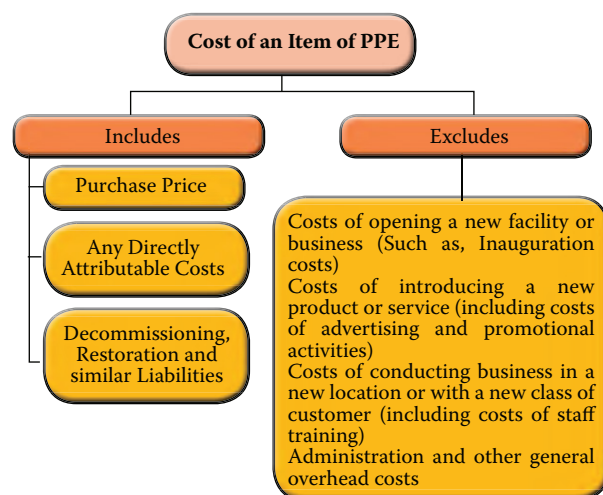 Cost of an Item of PPE
Includes
Excludes
Purchase Price
Any Directly
Attributable Costs
Decommissioning,
Restoration and
similar Liabilities
Costs of opening a new facility or
business (Such as, Inauguration
costs)
Costs of introducing a new
product or service (including costs
of advertising and promotional
activities)
Costs of conducting business in a
new location or with a new class of
customer (including costs of staff
training)
Administration and other general
overhead costs